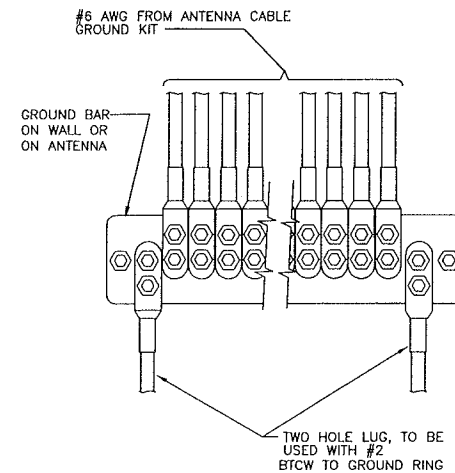 #6 AWG FROM ANTENNA CABLE
GROUND KIT
GROUND BAR
ON WALL OR
ON ANTENNA
TWO HOLE LUG, TO BE
USED WITH #2
BTCW TO GROUND RING